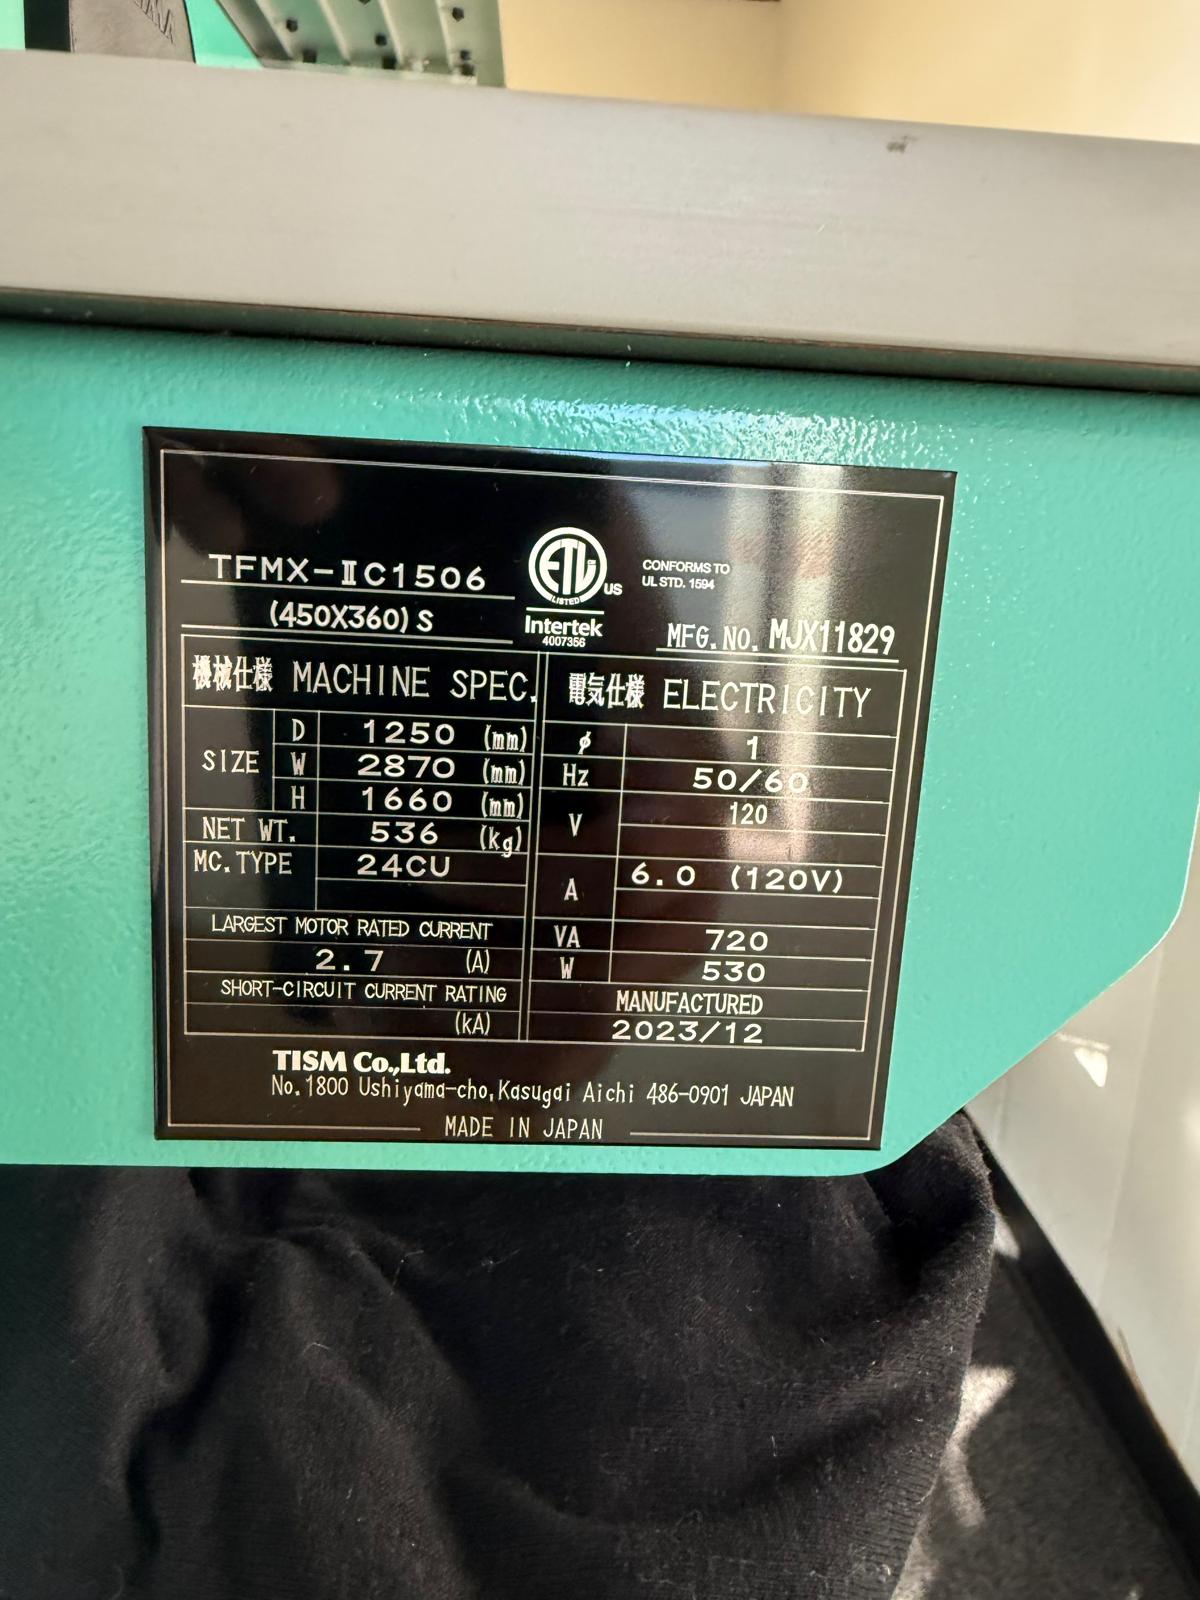 TFMX-ⅡC1506
(450X360) S
ETL
US
LISTED
Intertek
4007356
CONFORMS TO
UL STD. 1594
MFG.NO. MJX11829
機械仕様 MACHINE SPEC.
SIZE D 1250 (mm)
W 2870 (mm)
H 1660 (mm)
NET WT. 536 (kg)
MC.TYPE 24CU
LARGEST MOTOR RATED CURRENT
2.7 (A)
SHORT-CIRCUIT CURRENT RATING
(kA)
電気仕様 ELECTRICITY
φ 1
Hz 50/60
V 120
A 6.0 (120V)
VA 720
W 530
MANUFACTURED
2023/12
TISM Co.,Ltd.
No.1800 Ushiyama-cho,Kasugai Aichi 486-0901 JAPAN
MADE IN JAPAN